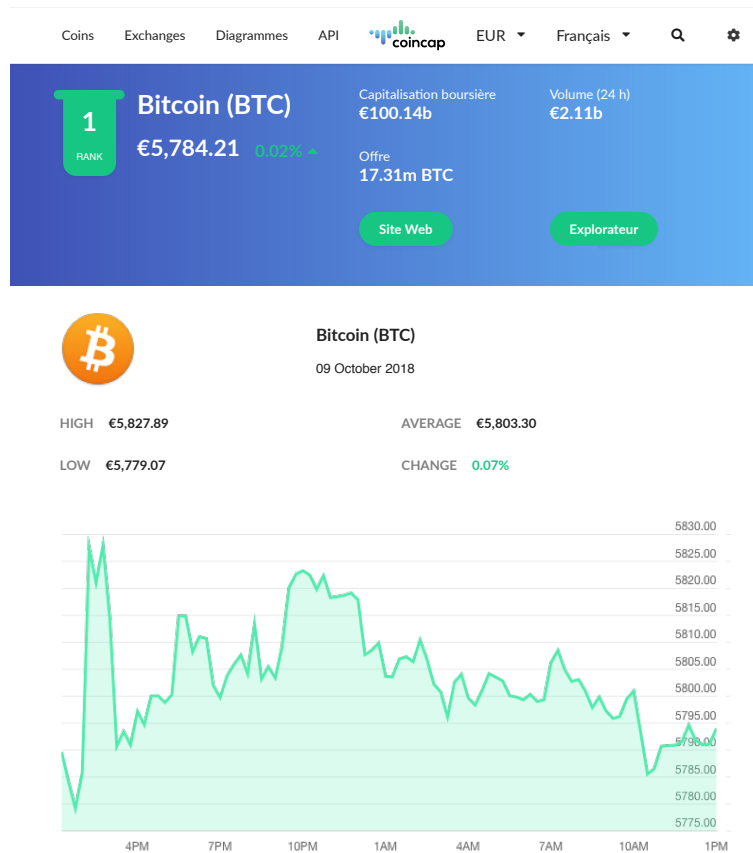 Coins Exchanges Diagrammes API coincap EUR Français
1
RANK
Bitcoin (BTC)
€5,784.21 0.02%
Capitalisation boursière
€100.14b
Volume (24 h)
€2.11b
Offre
17.31m BTC
Site Web
Explorateur
Bitcoin (BTC)
09 October 2018
HIGH €5,827.89
AVERAGE €5,803.30
LOW €5,779.07
CHANGE 0.07%
5830.00
5825.00
5820.00
5815.00
5810.00
5805.00
5800.00
5795.00
5790.00
5785.00
5780.00
5775.00
4PM 7PM 10PM 1AM 4AM 7AM 10AM 1PM